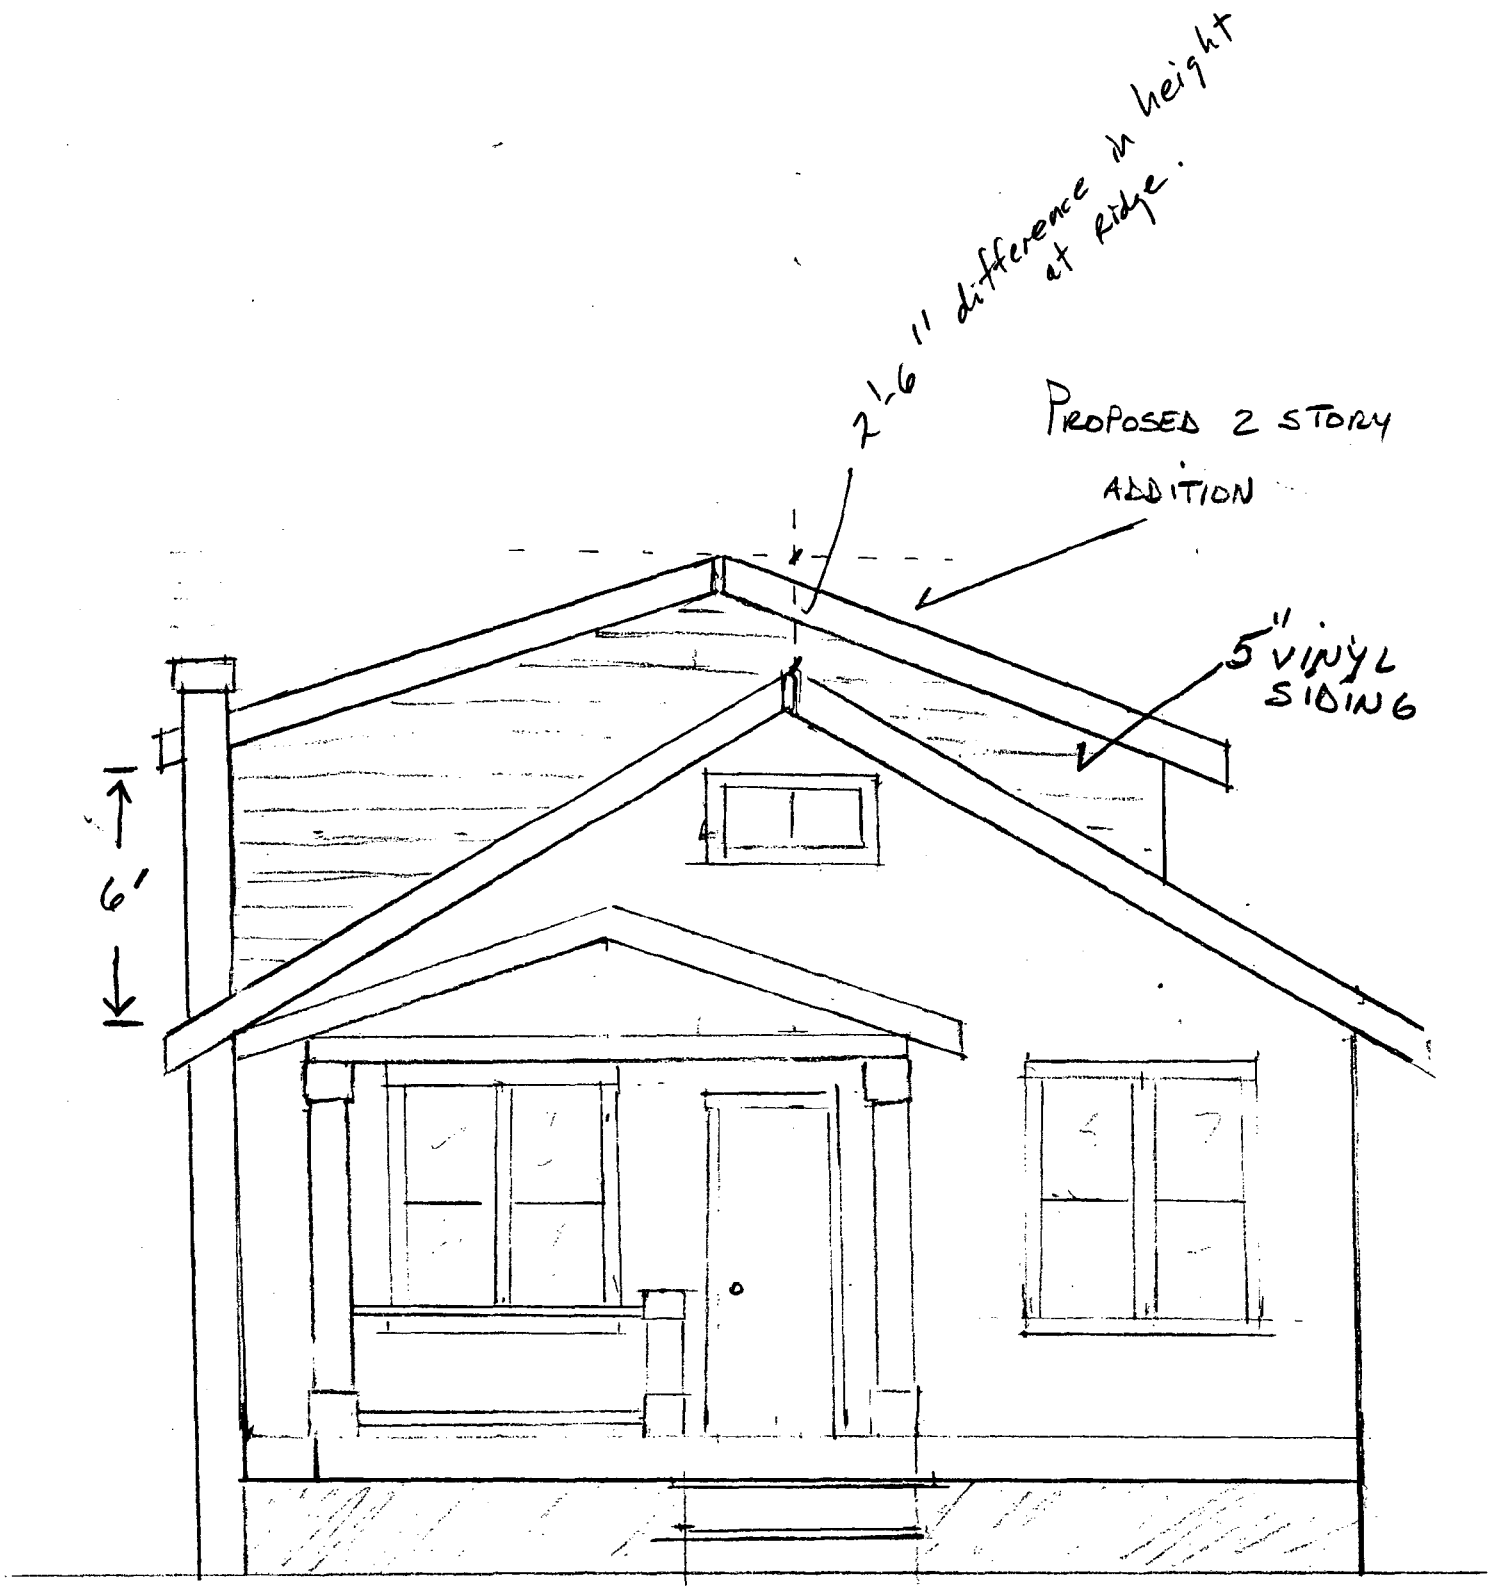 2'-6" difference in height
at Ridge.
PROPOSED 2 STORY
ADDITION
5" VINYL
SIDING
6'